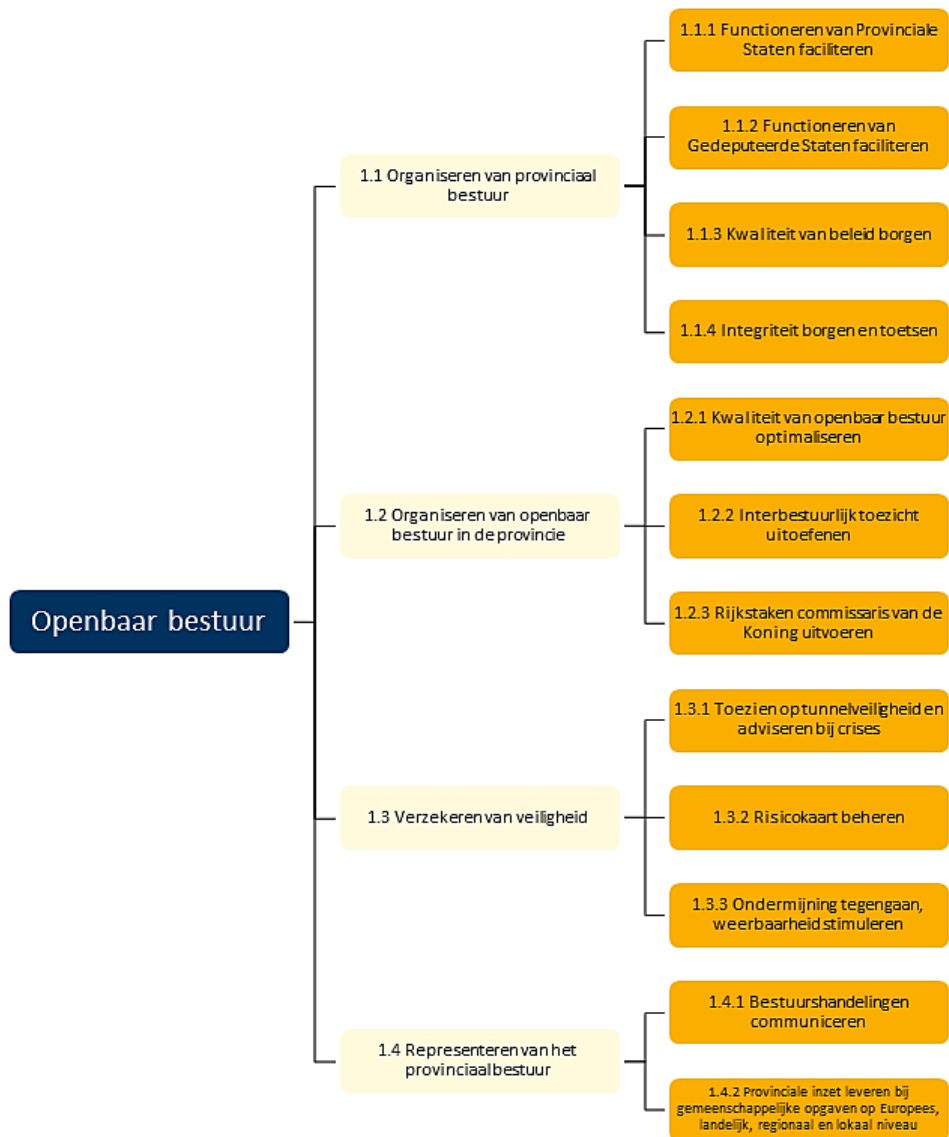 Openbaar bestuur
1.1 Organiseren van provinciaal
bestuur
1.1.1 Functioneren van Provinciale
Staten faciliteren
1.1.2 Functioneren van
Gedeputeerde Staten faciliteren
1.1.3 Kwaliteit van beleid borgen
1.1.4 Integriteit borgen en toetsen
1.2 Organiseren van openbaar
bestuur in de provincie
1.2.1 Kwaliteit van openbaar bestuur
optimaliseren
1.2.2 Interbestuurlijk toezicht
uitoefenen
1.2.3 Rijkstaken commissaris van de
Koning uitvoeren
1.3 Verzekeren van veiligheid
1.3.1 Toezien op tunnelveiligheid en
adviseren bij crises
1.3.2 Risicokaart beheren
1.3.3 Ondermijning tegengaan,
weerbaarheid stimuleren
1.4 Representeren van het
provinciaal bestuur
1.4.1 Bestuurshandelingen
communiceren
1.4.2 Provinciale inzet leveren bij
gemeenschappelijke opgaven op Europees,
landelijk, regionaal en lokaal niveau